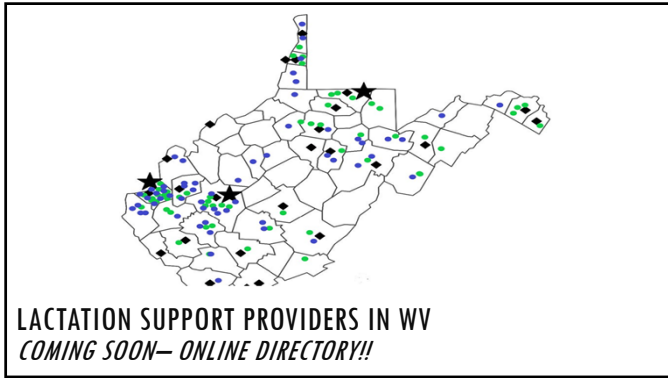 LACTATION SUPPORT PROVIDERS IN WV
COMING SOON– ONLINE DIRECTORY!!